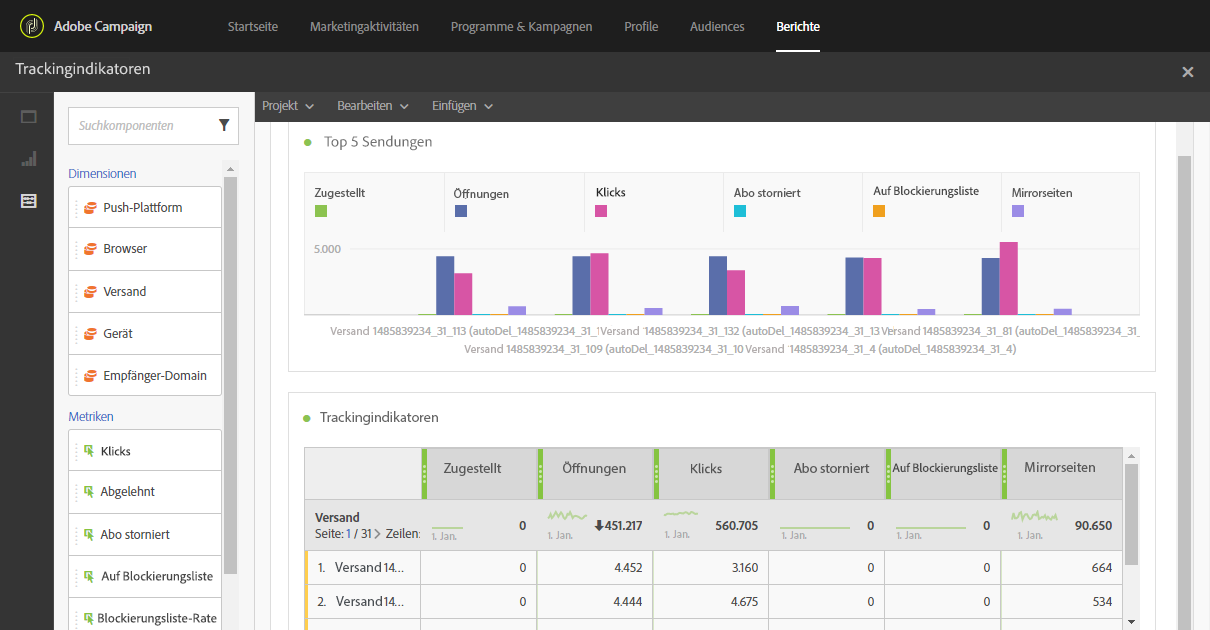 Adobe Campaign Startseite Marketingaktivitäten Programme & Kampagnen Profile Audiences Berichte
Trackingindikatoren
Projekt Bearbeiten Einfügen
Suchkomponenten
Dimensionen
Push-Plattform
Browser
Versand
Gerät
Empfänger-Domain
Metriken
Klicks
Abgelehnt
Abo storniert
Auf Blockierungsliste
Blockierungsliste-Rate
Top 5 Sendungen
Zugestellt Öffnungen Klicks Abo storniert Auf Blockierungsliste Mirrorseiten
5.000
Versand 1485839234_31_113 (autoDel_1485839234_31_ Versand 1485839234_31_132 (autoDel_1485839234_31_13 Versand 1485839234_31_81 (autoDel_1485839234_31_
Versand 1485839234_31_109 (autoDel_1485839234_31_10 Versand 1485839234_31_4 (autoDel_1485839234_31_4)
Trackingindikatoren
Zugestellt Öffnungen Klicks Abo storniert Auf Blockierungsliste Mirrorseiten
Versand
Seite: 1 / 31 > Zeilen:
1. Jan. 0 1. Jan. 451.217 1. Jan. 560.705 1. Jan. 0 1. Jan. 0 1. Jan. 90.650
1. Versand 14... 0 4.452 3.160 0 0 664
2. Versand 14... 0 4.444 4.675 0 0 534